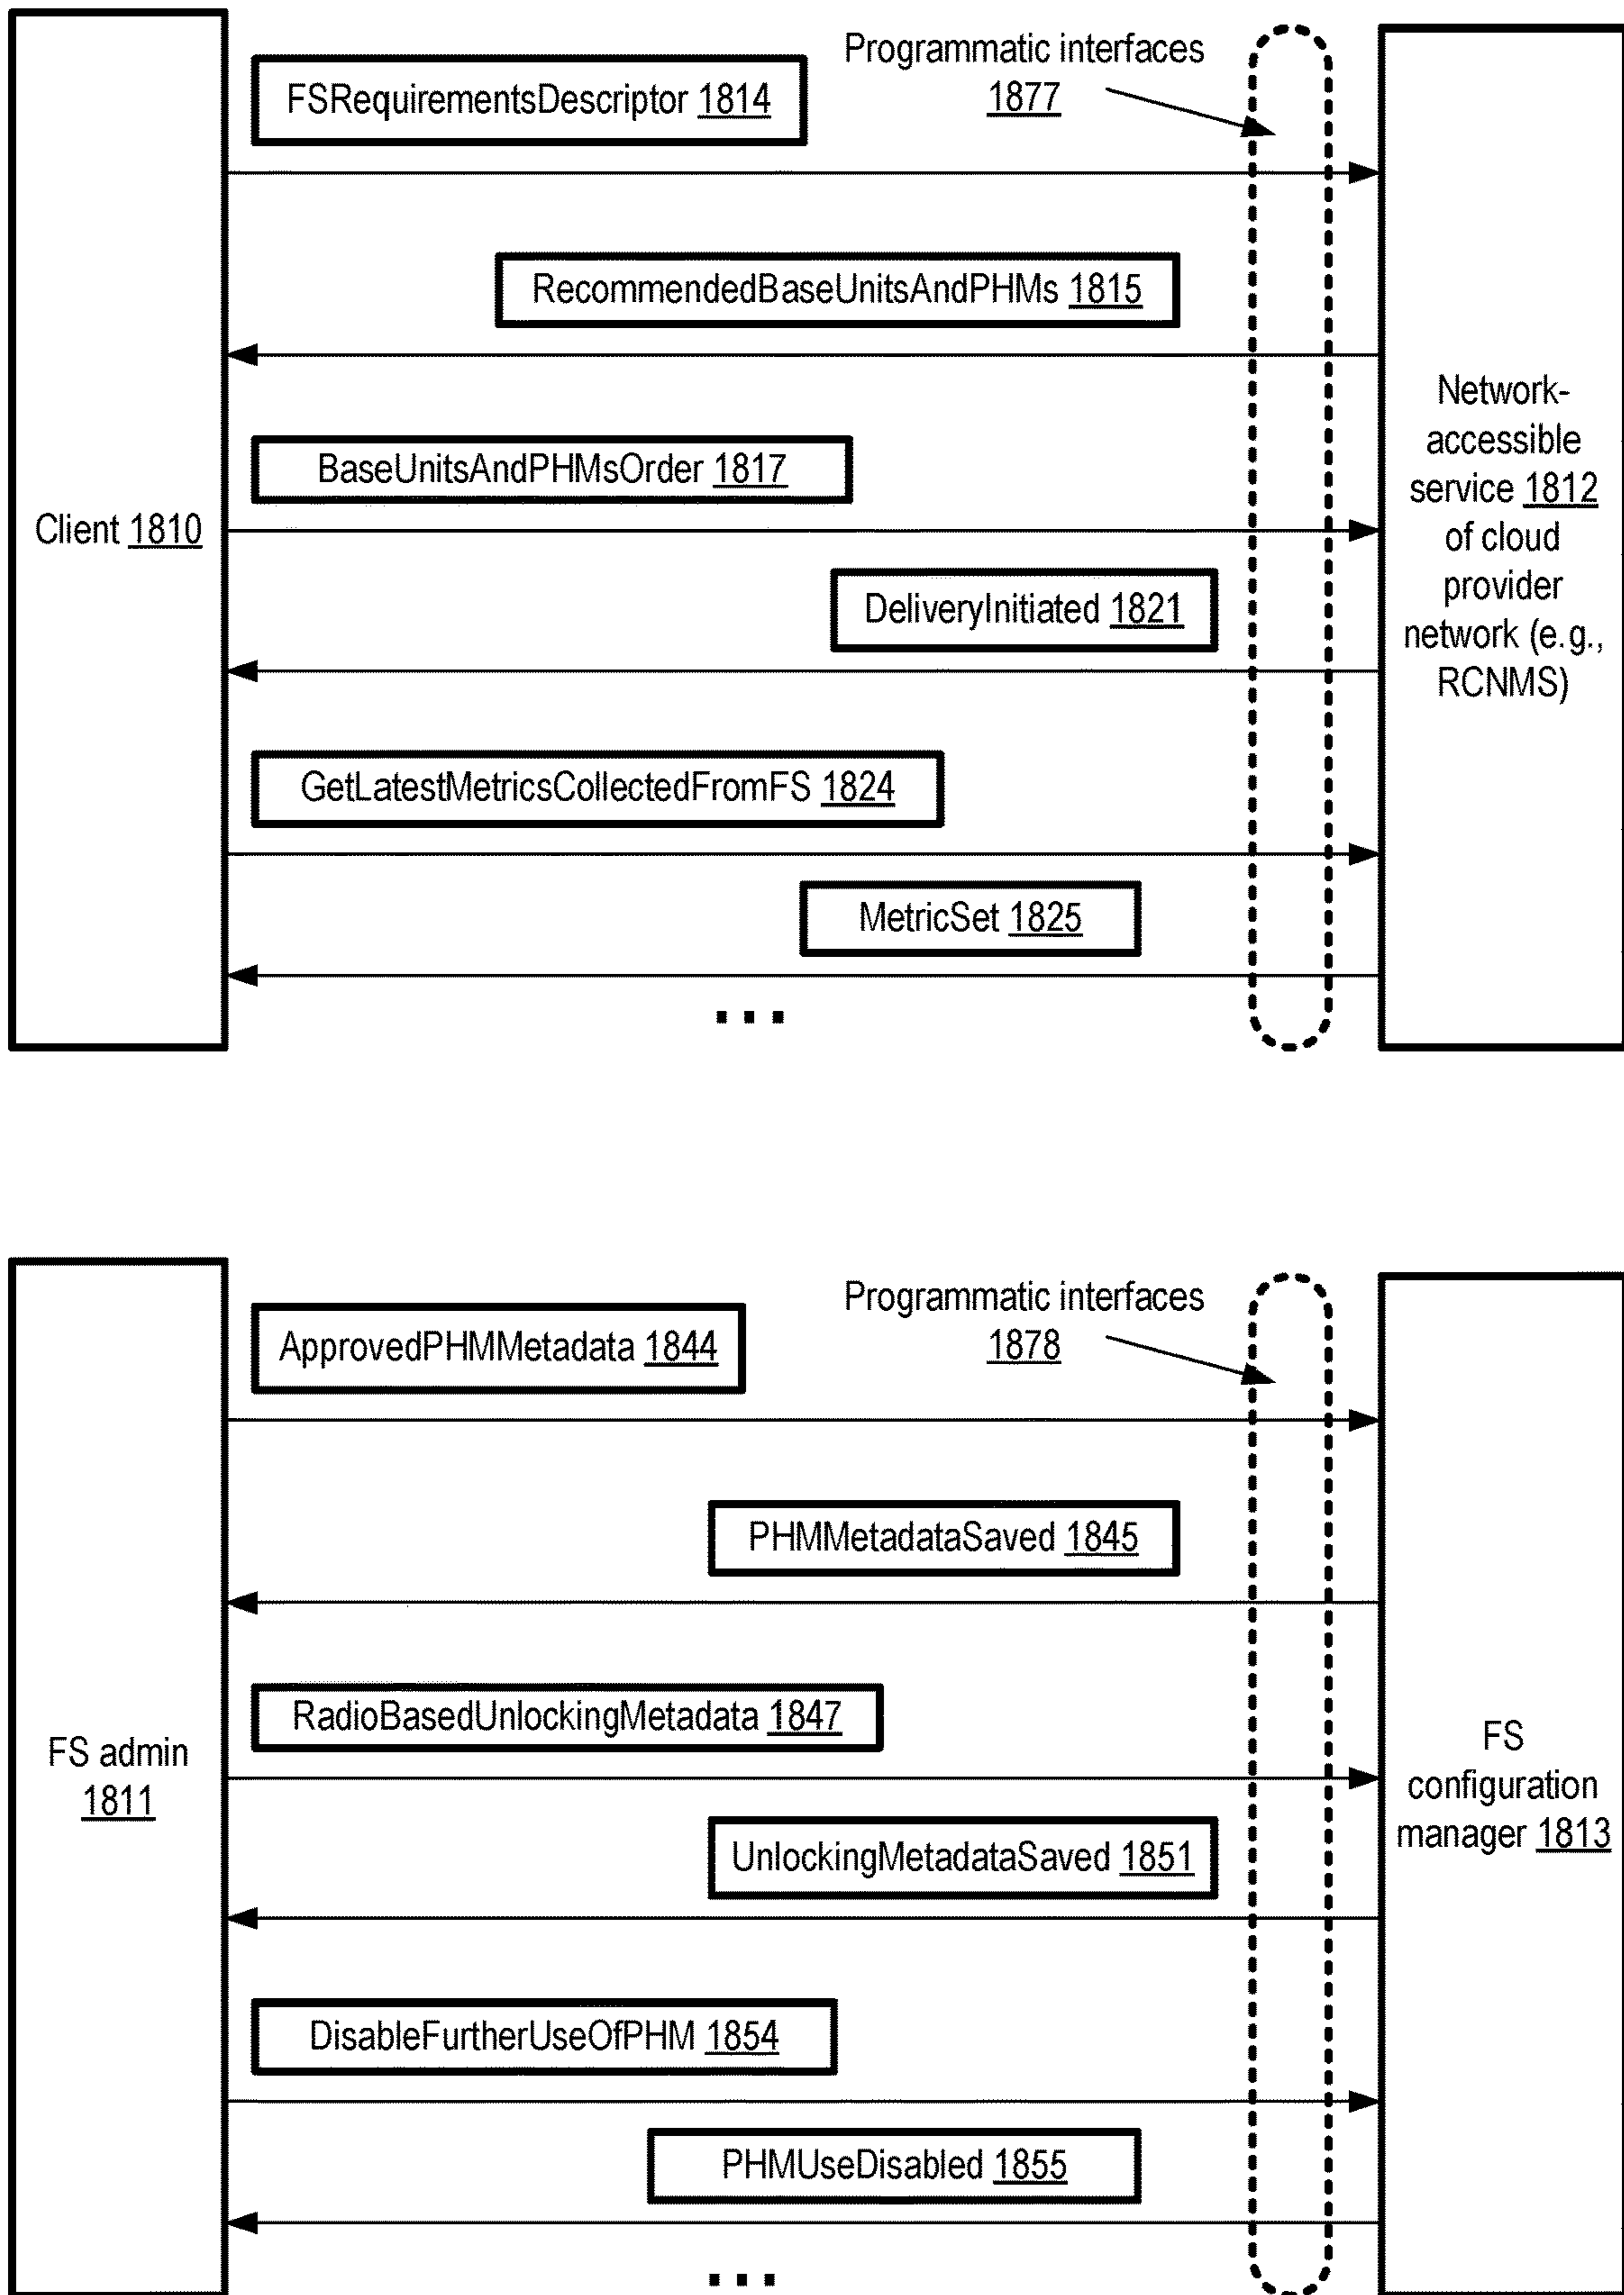 Programmatic interfaces
1877
FSRequirementsDescriptor 1814
RecommendedBaseUnitsAndPHMs 1815
BaseUnitsAndPHMsOrder 1817
Client 1810
DeliveryInitiated 1821
GetLatestMetricsCollectedFromFS 1824
MetricSet 1825
...
Network-
accessible
service 1812
of cloud
provider
network (e.g.,
RCNMS)
Programmatic interfaces
1878
ApprovedPHMMetadata 1844
PHMMetadataSaved 1845
RadioBasedUnlockingMetadata 1847
FS admin
1811
UnlockingMetadataSaved 1851
DisableFurtherUseOfPHM 1854
PHMUseDisabled 1855
...
FS
configuration
manager 1813